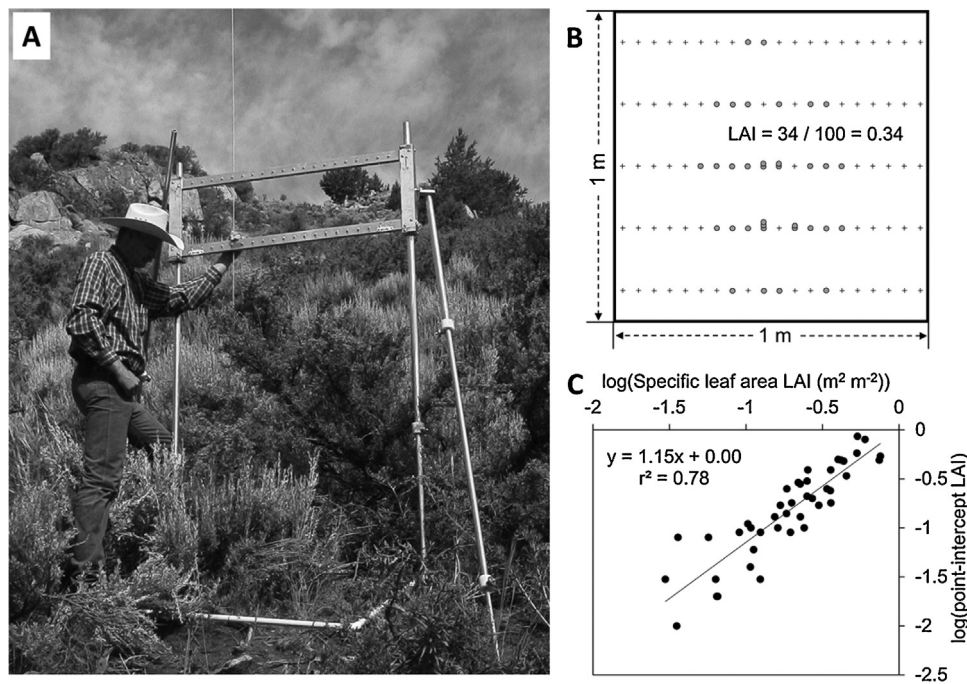 A
B
1 m
LAI = 34 / 100 = 0.34
1 m
C
log(Specific leaf area LAI (m² m⁻²))
-2 -1.5 -1 -0.5 0
y = 1.15x + 0.00
r² = 0.78
0
-0.5
-1
-1.5
-2
-2.5
log(point-intercept LAI)